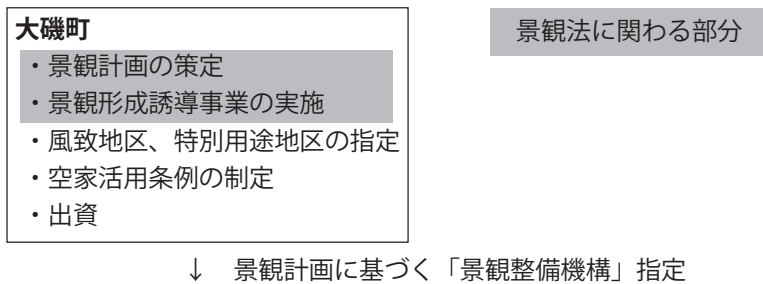 大磯町
景観法に関わる部分
・景観計画の策定
・景観形成誘導事業の実施
・風致地区、特別用途地区の指定
・空家活用条例の制定
・出資
↓ 景観計画に基づく「景観整備機構」指定